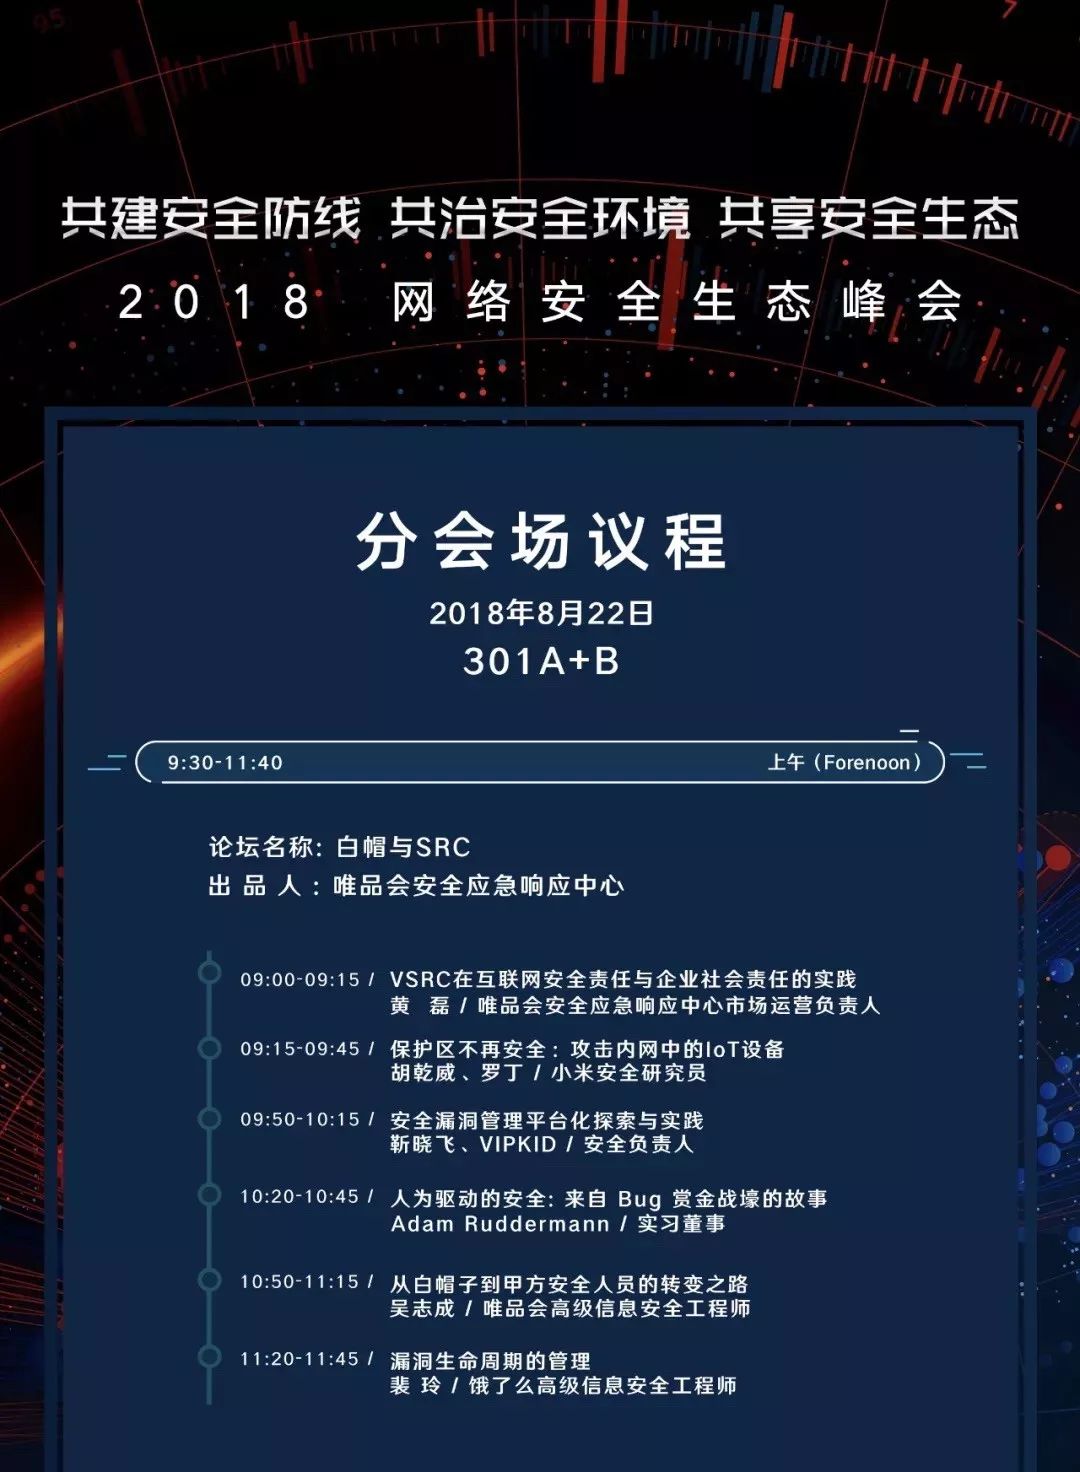 95
7
共建安全防线 共治安全环境 共享安全生态
2018 网络安全生态峰会
分会场议程
2018年8月22日
301A+B
9:30-11:40 上午（Forenoon）
论坛名称: 白帽与SRC
出 品 人 : 唯品会安全应急响应中心
09:00-09:15 / VSRC在互联网安全责任与企业社会责任的实践
黄 磊 / 唯品会安全应急响应中心市场运营负责人
09:15-09:45 / 保护区不再安全: 攻击内网中的IoT设备
胡乾威、罗丁 / 小米安全研究员
09:50-10:15 / 安全漏洞管理平台化探索与实践
靳晓飞、VIPKID / 安全负责人
10:20-10:45 / 人为驱动的安全: 来自 Bug 赏金战壕的故事
Adam Ruddermann / 实习董事
10:50-11:15 / 从白帽子到甲方安全人员的转变之路
吴志成 / 唯品会高级信息安全工程师
11:20-11:45 / 漏洞生命周期的管理
裴 玲 / 饿了么高级信息安全工程师